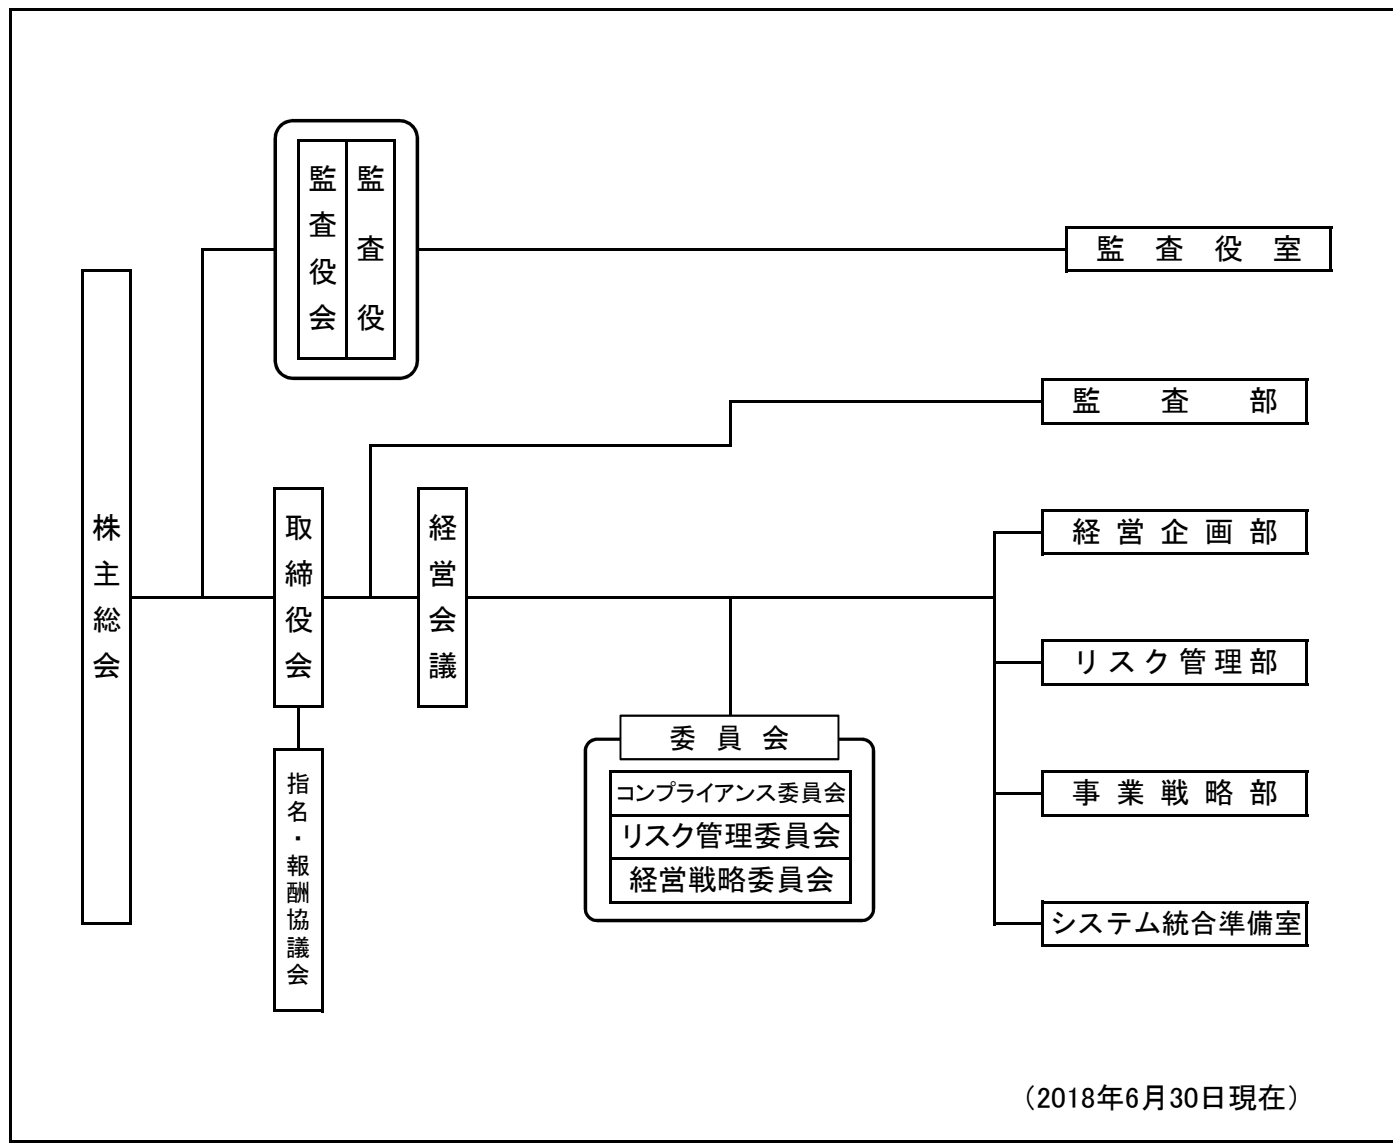 監査役会
監査役
監査役室
監査部
株主総会
取締役会
経営会議
経営企画部
リスク管理部
事業戦略部
システム統合準備室
指名・報酬協議会
委員会
コンプライアンス委員会
リスク管理委員会
経営戦略委員会
（2018年6月30日現在）